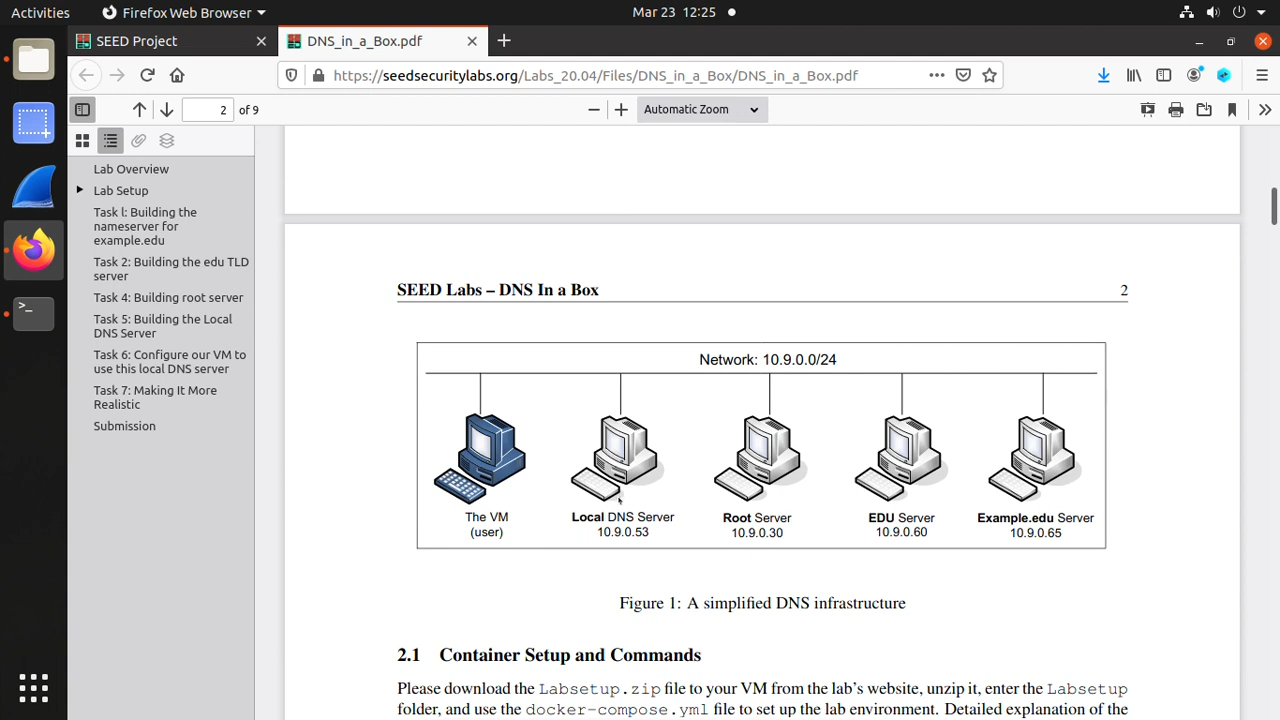 Activities
Firefox Web Browser
Mar 23 12:25
SEED Project
DNS_in_a_Box.pdf
https://seedsecuritylabs.org/Labs_20.04/Files/DNS_in_a_Box/DNS_in_a_Box.pdf
2 of 9
Automatic Zoom
Lab Overview
Lab Setup
Task l: Building the
nameserver for
example.edu
Task 2: Building the edu TLD
server
Task 4: Building root server
Task 5: Building the Local
DNS Server
Task 6: Configure our VM to
use this local DNS server
Task 7: Making It More
Realistic
Submission
SEED Labs – DNS In a Box 2
Network: 10.9.0.0/24
The VM
(user)
Local DNS Server
10.9.0.53
Root Server
10.9.0.30
EDU Server
10.9.0.60
Example.edu Server
10.9.0.65
Figure 1: A simplified DNS infrastructure
2.1 Container Setup and Commands
Please download the Labsetup.zip file to your VM from the lab's website, unzip it, enter the Labsetup
folder, and use the docker-compose.yml file to set up the lab environment. Detailed explanation of the